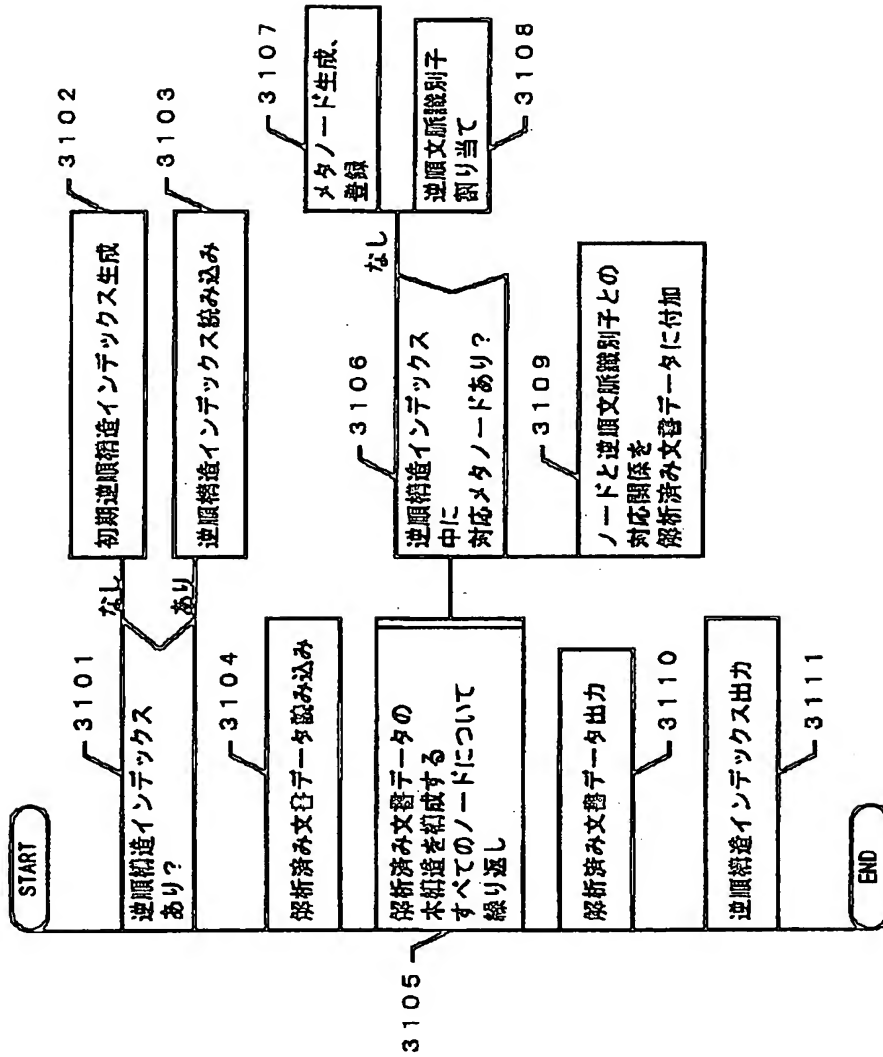 START
逆順構造インデックス
あり?
3101
なし
初期逆順構造インデックス生成
3102
あり
逆順構造インデックス読み込み
3103
解析済み文書データ読み込み
3104
解析済み文書データの
木構造を構成する
すべてのノードについて
繰り返し
3105
逆順構造インデックス
中に
対応メタノードあり?
3106
なし
メタノード生成、
登録
3107
逆順文脈識別子
割り当て
3108
ノードと逆順文脈識別子との
対応関係を
解析済み文書データに付加
3109
解析済み文書データ出力
3110
逆順構造インデックス出力
3111
END